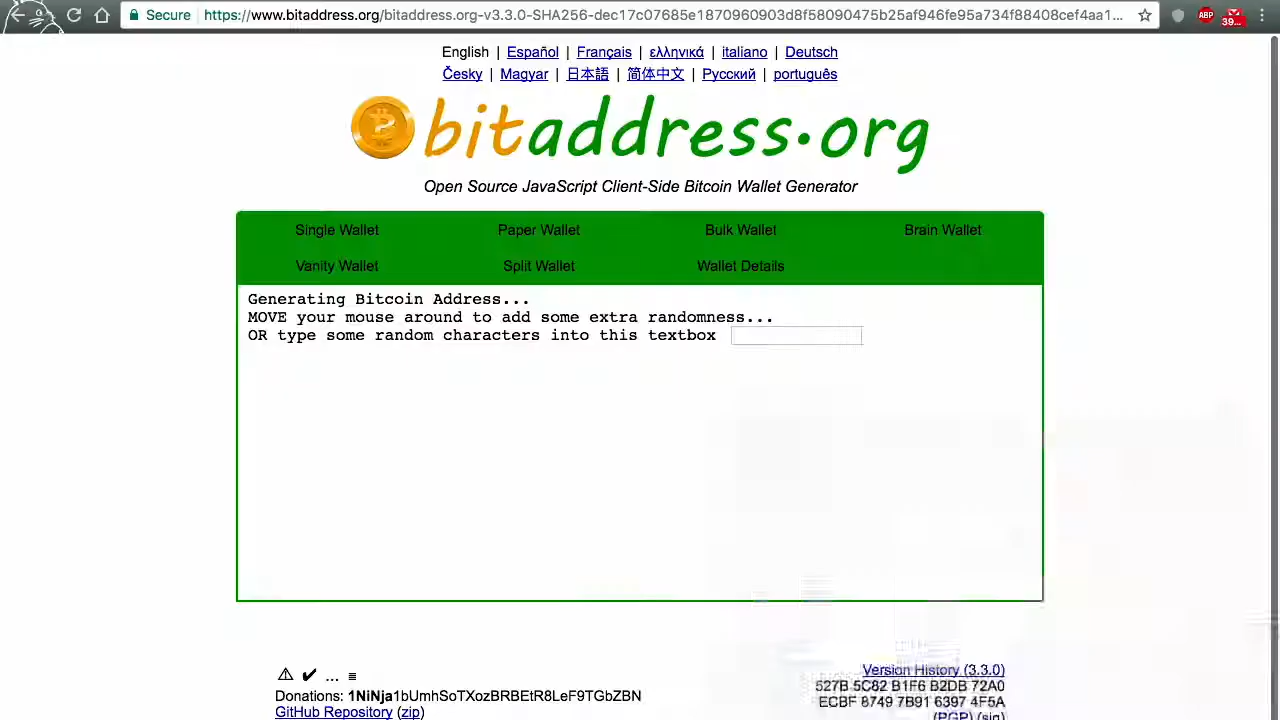 Secure https://www.bitaddress.org/bitaddress.org-v3.3.0-SHA256-dec17c07685e1870960903d8f58090475b25af946fe95a734f88408cef4aa1...
ABP
39...
English | Español | Français | ελληνικά | italiano | Deutsch
Česky | Magyar | 日本語 | 简体中文 | Русский | português
bitaddress.org
Open Source JavaScript Client-Side Bitcoin Wallet Generator
Single Wallet Paper Wallet Bulk Wallet Brain Wallet
Vanity Wallet Split Wallet Wallet Details
Generating Bitcoin Address...
MOVE your mouse around to add some extra randomness...
OR type some random characters into this textbox
Version History (3.3.0)
Donations: 1NiNja1bUmhSoTXozBRBEtR8LeF9TGbZBN
527B 5C82 B1F6 B2DB 72A0
ECBF 8749 7B91 6397 4F5A
GitHub Repository (zip)
(PGP) (sig)